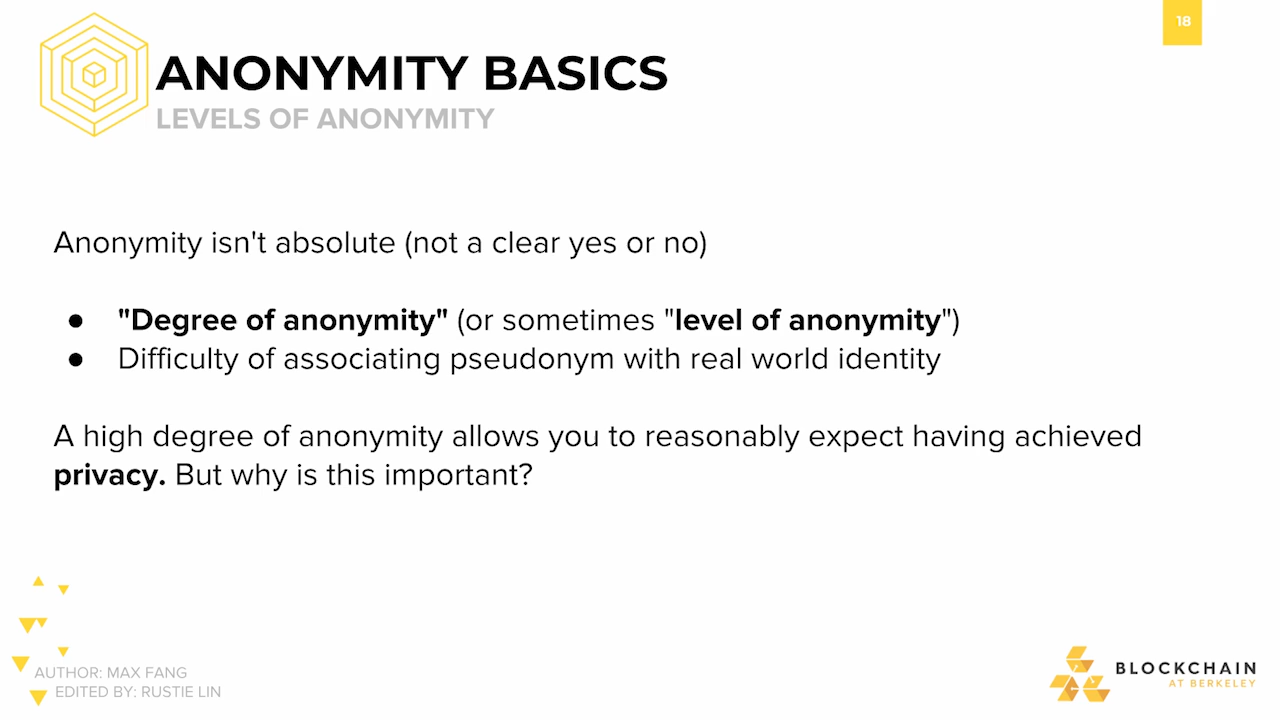 18
ANONYMITY BASICS
LEVELS OF ANONYMITY
Anonymity isn't absolute (not a clear yes or no)
● "Degree of anonymity" (or sometimes "level of anonymity")
● Difficulty of associating pseudonym with real world identity
A high degree of anonymity allows you to reasonably expect having achieved
privacy. But why is this important?
AUTHOR: MAX FANG
EDITED BY: RUSTIE LIN
BLOCKCHAIN
AT BERKELEY